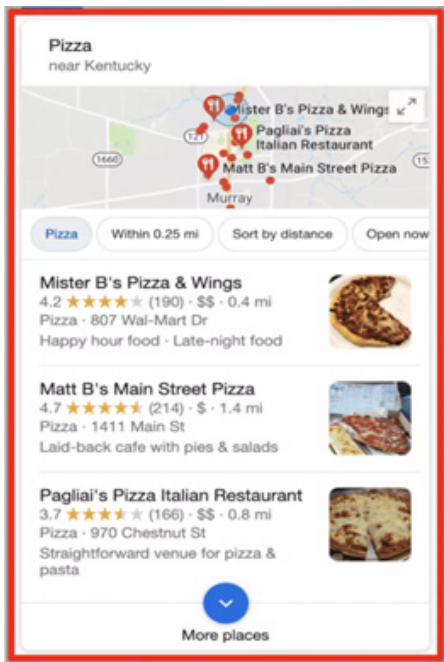 Pizza
near Kentucky
Mister B's Pizza & Wings
121
Pagliai's Pizza
Italian Restaurant
1660
Matt B's Main Street Pizza
Murray
Pizza
Within 0.25 mi
Sort by distance
Open now
Mister B's Pizza & Wings
4.2 ★★★★★ (190) · $$ · 0.4 mi
Pizza · 807 Wal-Mart Dr
Happy hour food · Late-night food
Matt B's Main Street Pizza
4.7 ★★★★★ (214) · $ · 1.4 mi
Pizza · 1411 Main St
Laid-back cafe with pies & salads
Pagliai's Pizza Italian Restaurant
3.7 ★★★★★ (166) · $$ · 0.8 mi
Pizza · 970 Chestnut St
Straightforward venue for pizza &
pasta
More places